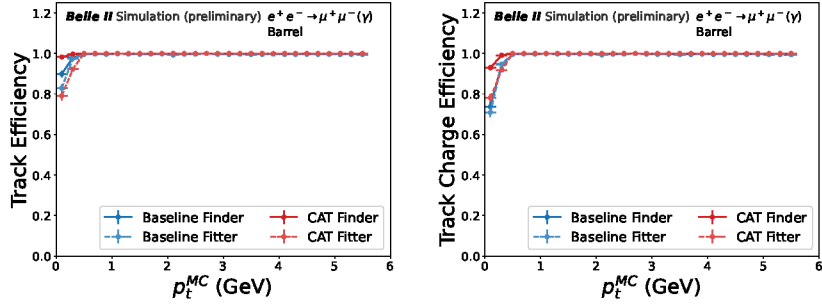 Belle II Simulation (preliminary) e⁺e⁻ → μ⁺μ⁻(γ)
Barrel
1.2
1.0
0.8
0.6
0.4
0.2
0.0
Track Efficiency
Baseline Finder
Baseline Fitter
CAT Finder
CAT Fitter
0 1 2 3 4 5 6
p_t^MC (GeV)
Belle II Simulation (preliminary) e⁺e⁻ → μ⁺μ⁻(γ)
Barrel
1.2
1.0
0.8
0.6
0.4
0.2
0.0
Track Charge Efficiency
Baseline Finder
Baseline Fitter
CAT Finder
CAT Fitter
0 1 2 3 4 5 6
p_t^MC (GeV)